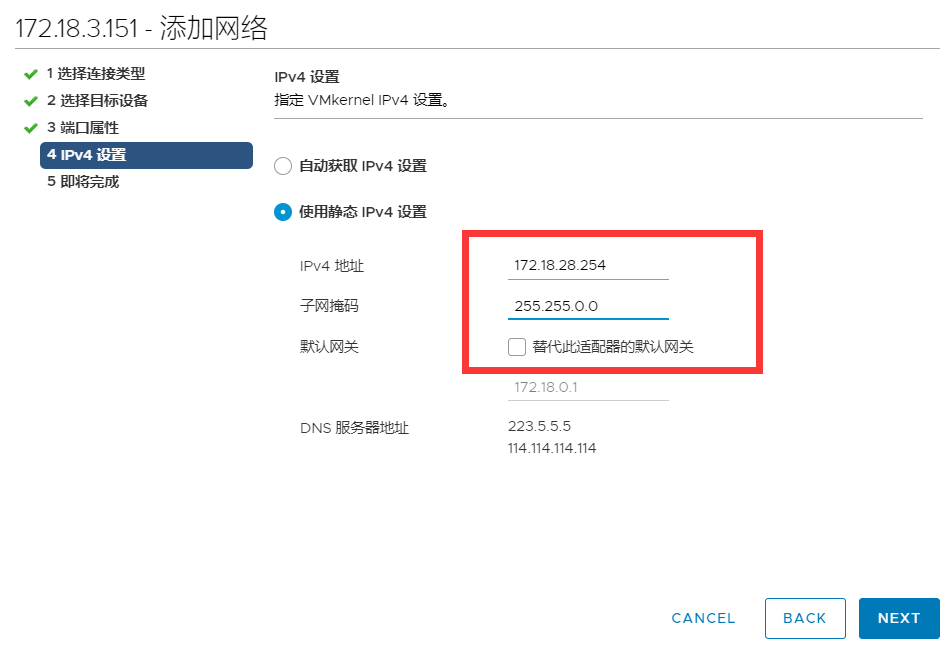 172.18.3.151 - 添加网络
1 选择连接类型
2 选择目标设备
3 端口属性
4 IPv4 设置
5 即将完成
IPv4 设置
指定 VMkernel IPv4 设置。
自动获取 IPv4 设置
使用静态 IPv4 设置
IPv4 地址 172.18.28.254
子网掩码 255.255.0.0
默认网关 替代此适配器的默认网关
172.18.0.1
DNS 服务器地址 223.5.5.5
114.114.114.114
CANCEL BACK NEXT